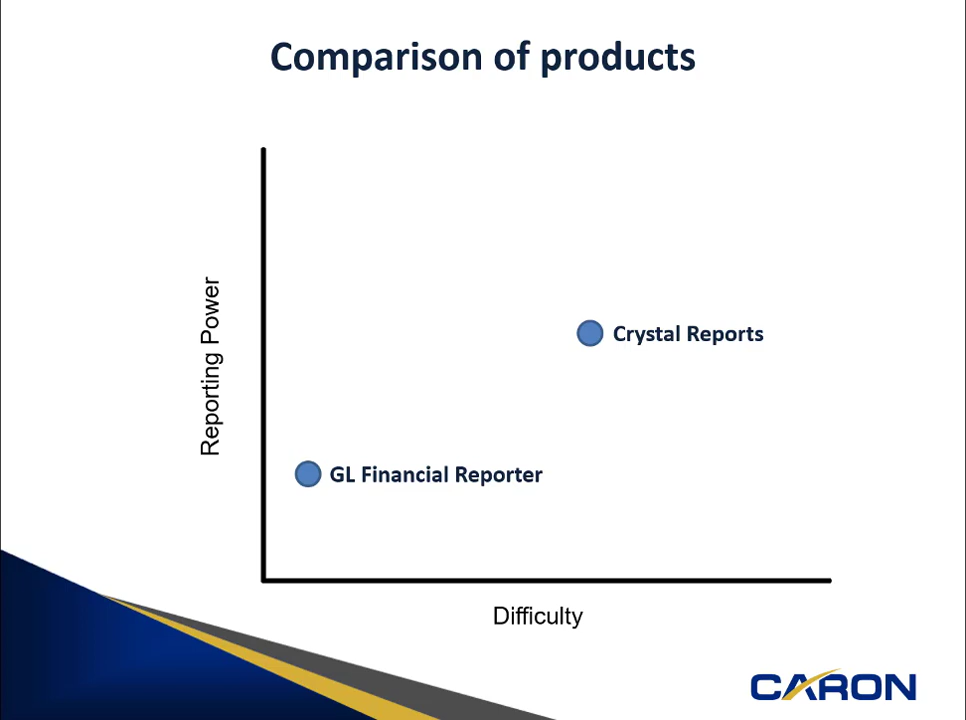 Comparison of products
Reporting Power
Crystal Reports
GL Financial Reporter
Difficulty
CARON